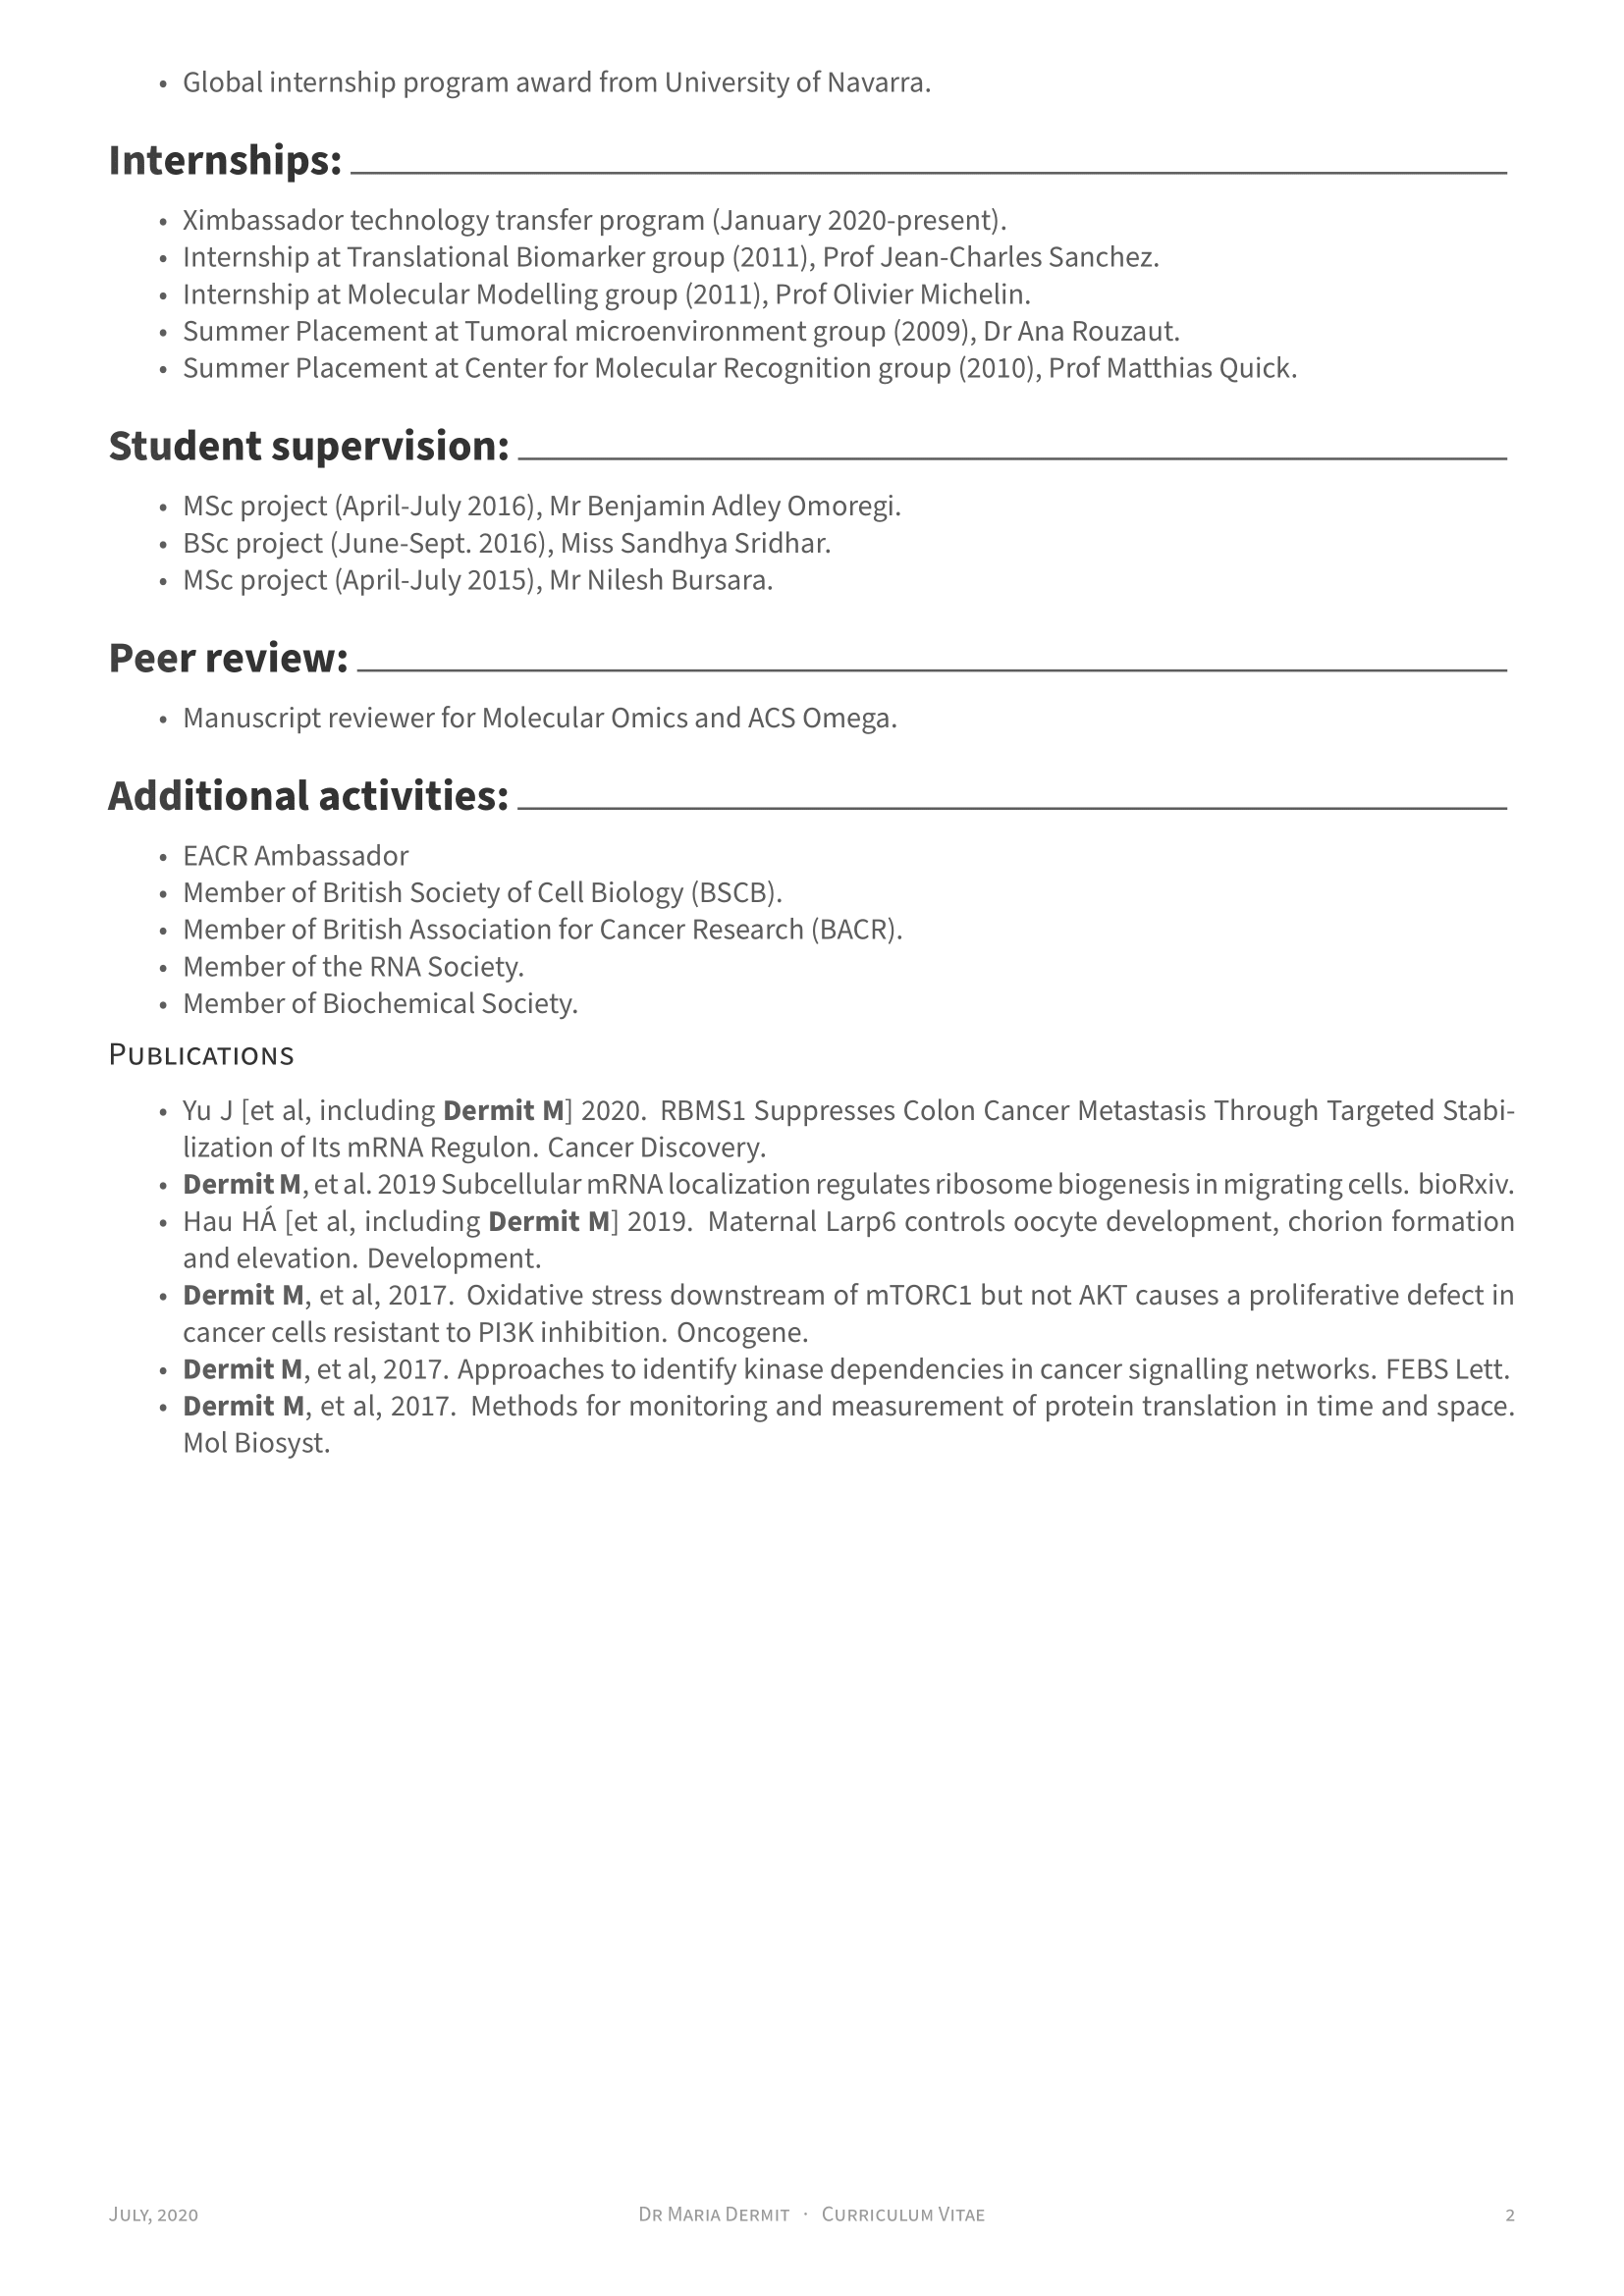 • Global internship program award from University of Navarra.
Internships:
• Ximbassador technology transfer program (January 2020-present).
• Internship at Translational Biomarker group (2011), Prof Jean-Charles Sanchez.
• Internship at Molecular Modelling group (2011), Prof Olivier Michelin.
• Summer Placement at Tumoral microenvironment group (2009), Dr Ana Rouzaut.
• Summer Placement at Center for Molecular Recognition group (2010), Prof Matthias Quick.
Student supervision:
• MSc project (April-July 2016), Mr Benjamin Adley Omoregi.
• BSc project (June-Sept. 2016), Miss Sandhya Sridhar.
• MSc project (April-July 2015), Mr Nilesh Bursara.
Peer review:
• Manuscript reviewer for Molecular Omics and ACS Omega.
Additional activities:
• EACR Ambassador
• Member of British Society of Cell Biology (BSCB).
• Member of British Association for Cancer Research (BACR).
• Member of the RNA Society.
• Member of Biochemical Society.
Publications
• Yu J [et al, including Dermit M] 2020. RBMS1 Suppresses Colon Cancer Metastasis Through Targeted Stabi-
lization of Its mRNA Regulon. Cancer Discovery.
• Dermit M, et al. 2019 Subcellular mRNA localization regulates ribosome biogenesis in migrating cells. bioRxiv.
• Hau HÁ [et al, including Dermit M] 2019. Maternal Larp6 controls oocyte development, chorion formation
and elevation. Development.
• Dermit M, et al, 2017. Oxidative stress downstream of mTORC1 but not AKT causes a proliferative defect in
cancer cells resistant to PI3K inhibition. Oncogene.
• Dermit M, et al, 2017. Approaches to identify kinase dependencies in cancer signalling networks. FEBS Lett.
• Dermit M, et al, 2017. Methods for monitoring and measurement of protein translation in time and space.
Mol Biosyst.
July, 2020 Dr Maria Dermit · Curriculum Vitae 2